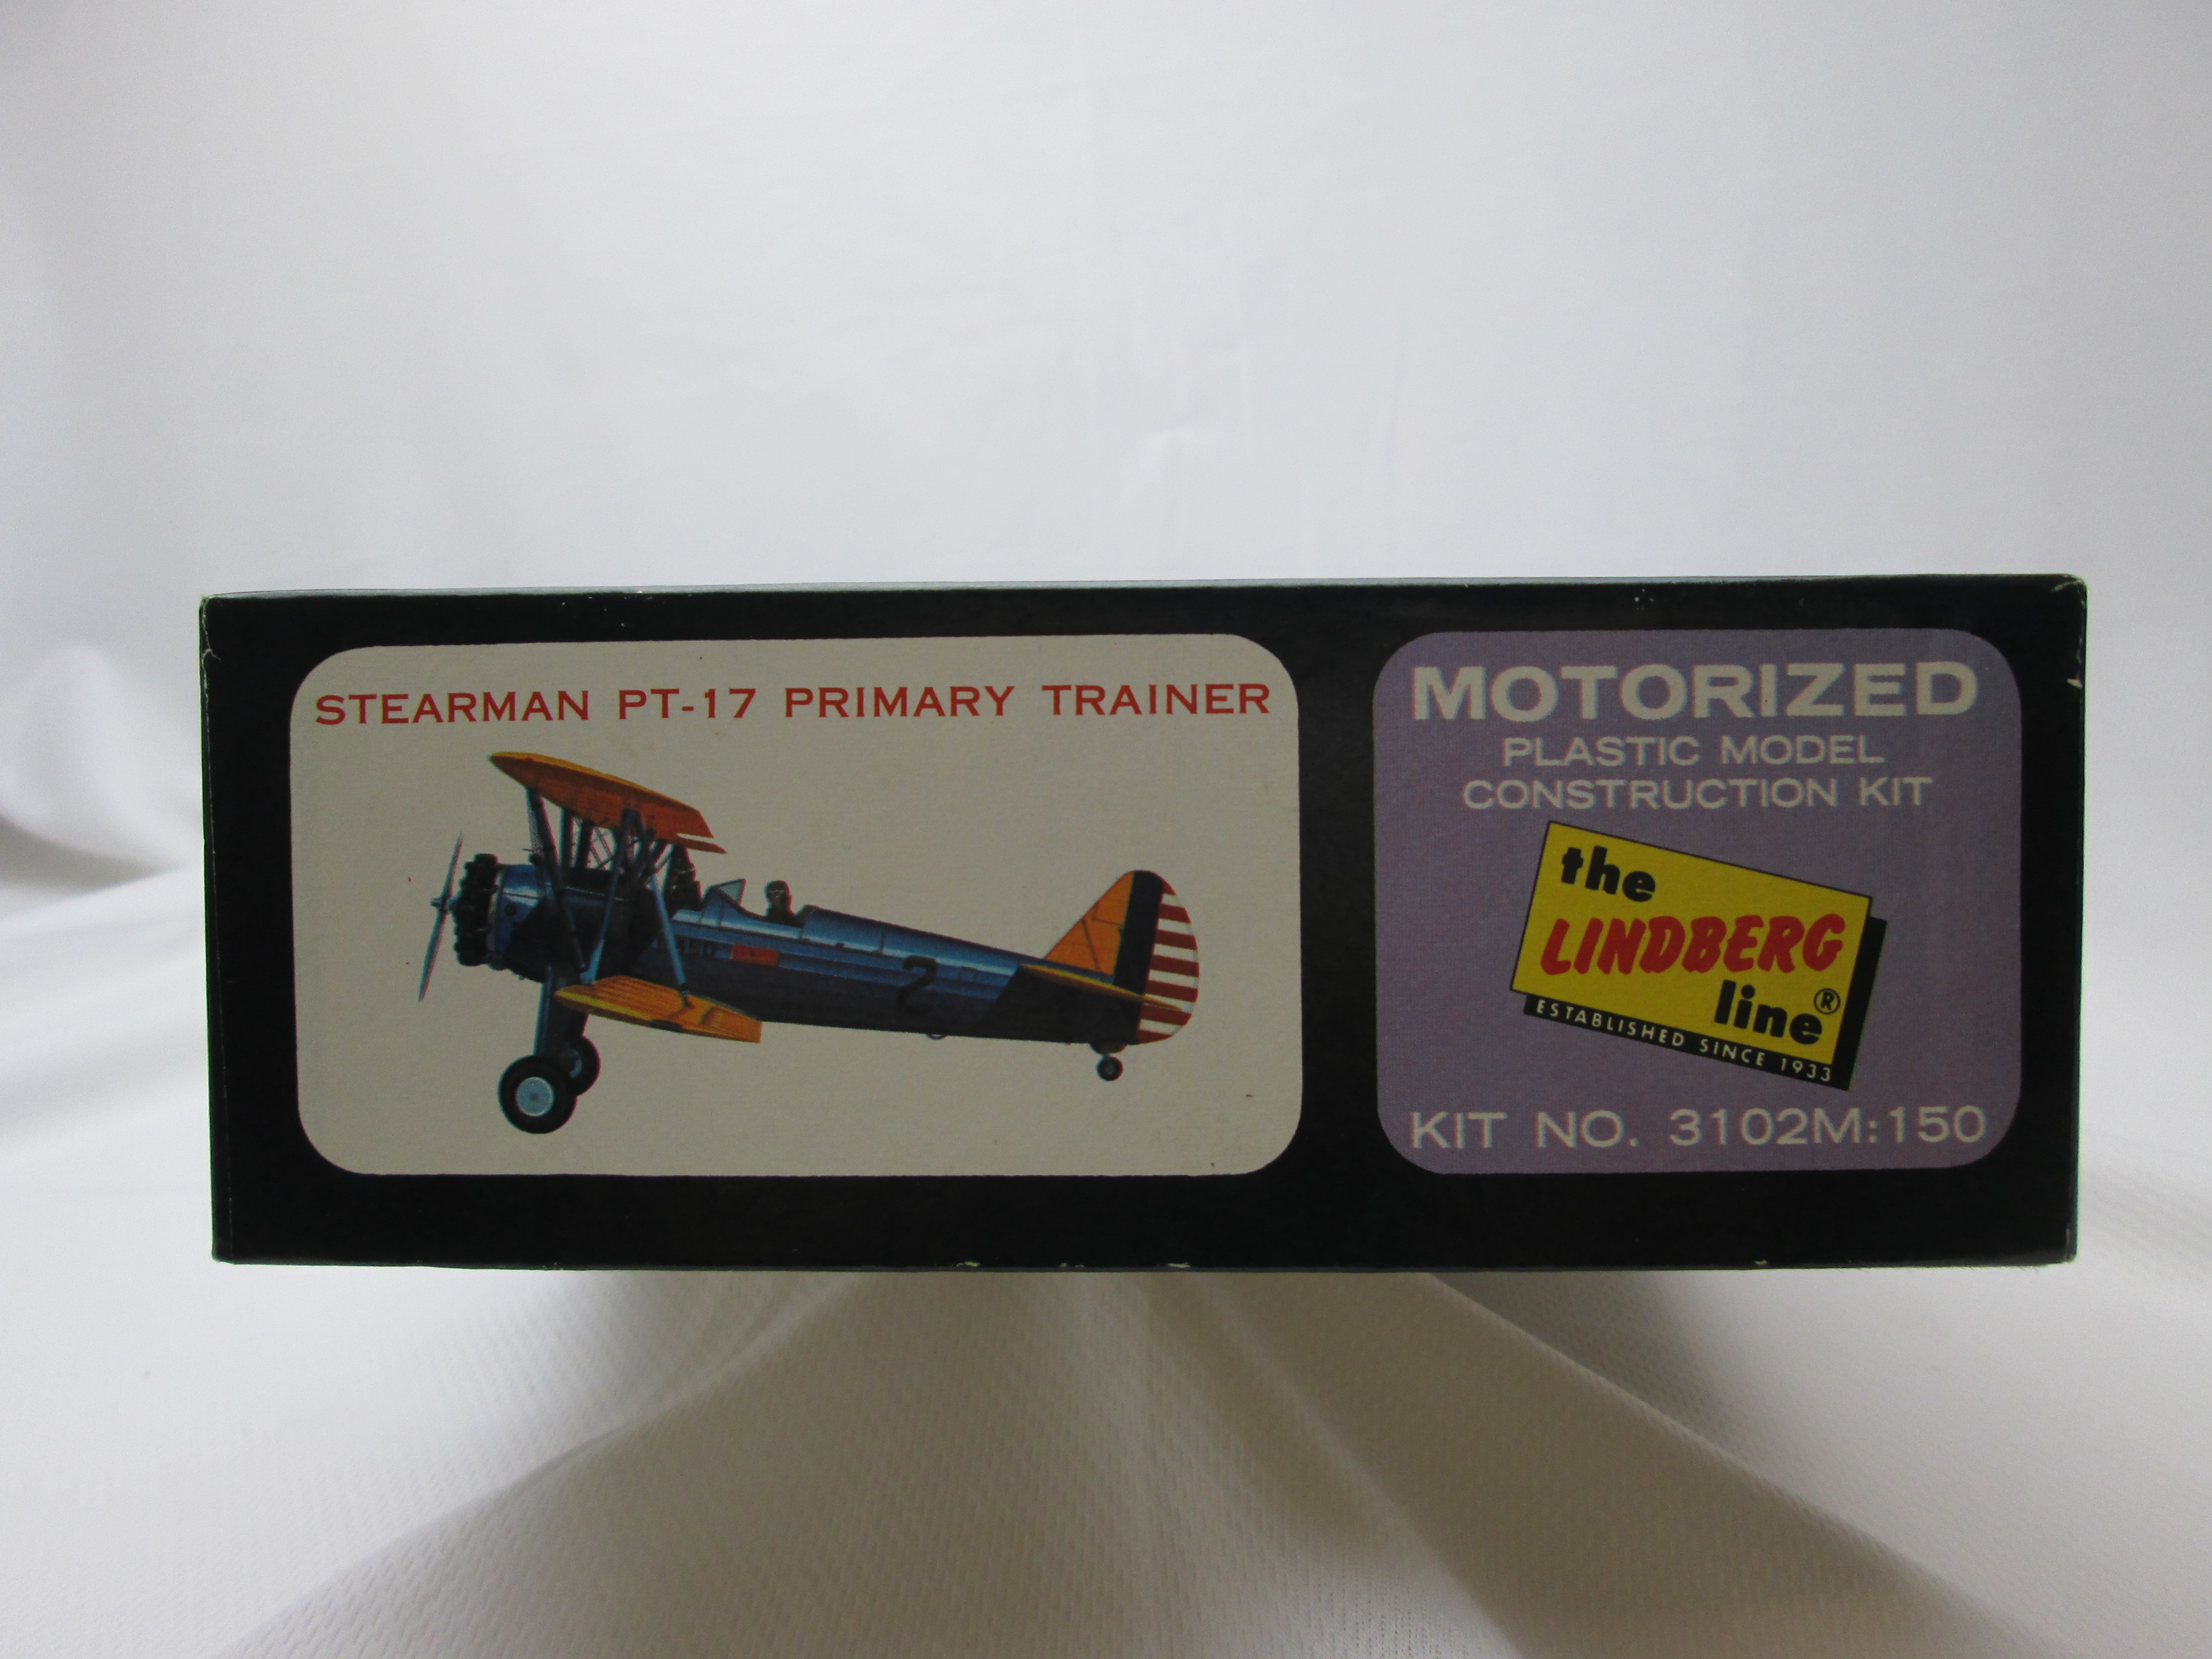 STEARMAN PT-17 PRIMARY TRAINER
2
MOTORIZED
PLASTIC MODEL
CONSTRUCTION KIT
the
LINDBERG
line®
ESTABLISHED SINCE 1933
KIT NO. 3102M:150